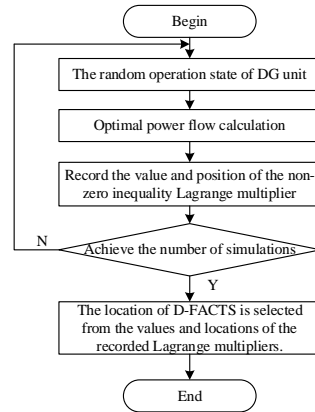 Begin
The random operation state of DG unit
Optimal power flow calculation
Record the value and position of the non-
zero inequality Lagrange multiplier
N
Achieve the number of simulations
Y
The location of D-FACTS is selected
from the values and locations of the
recorded Lagrange multipliers.
End